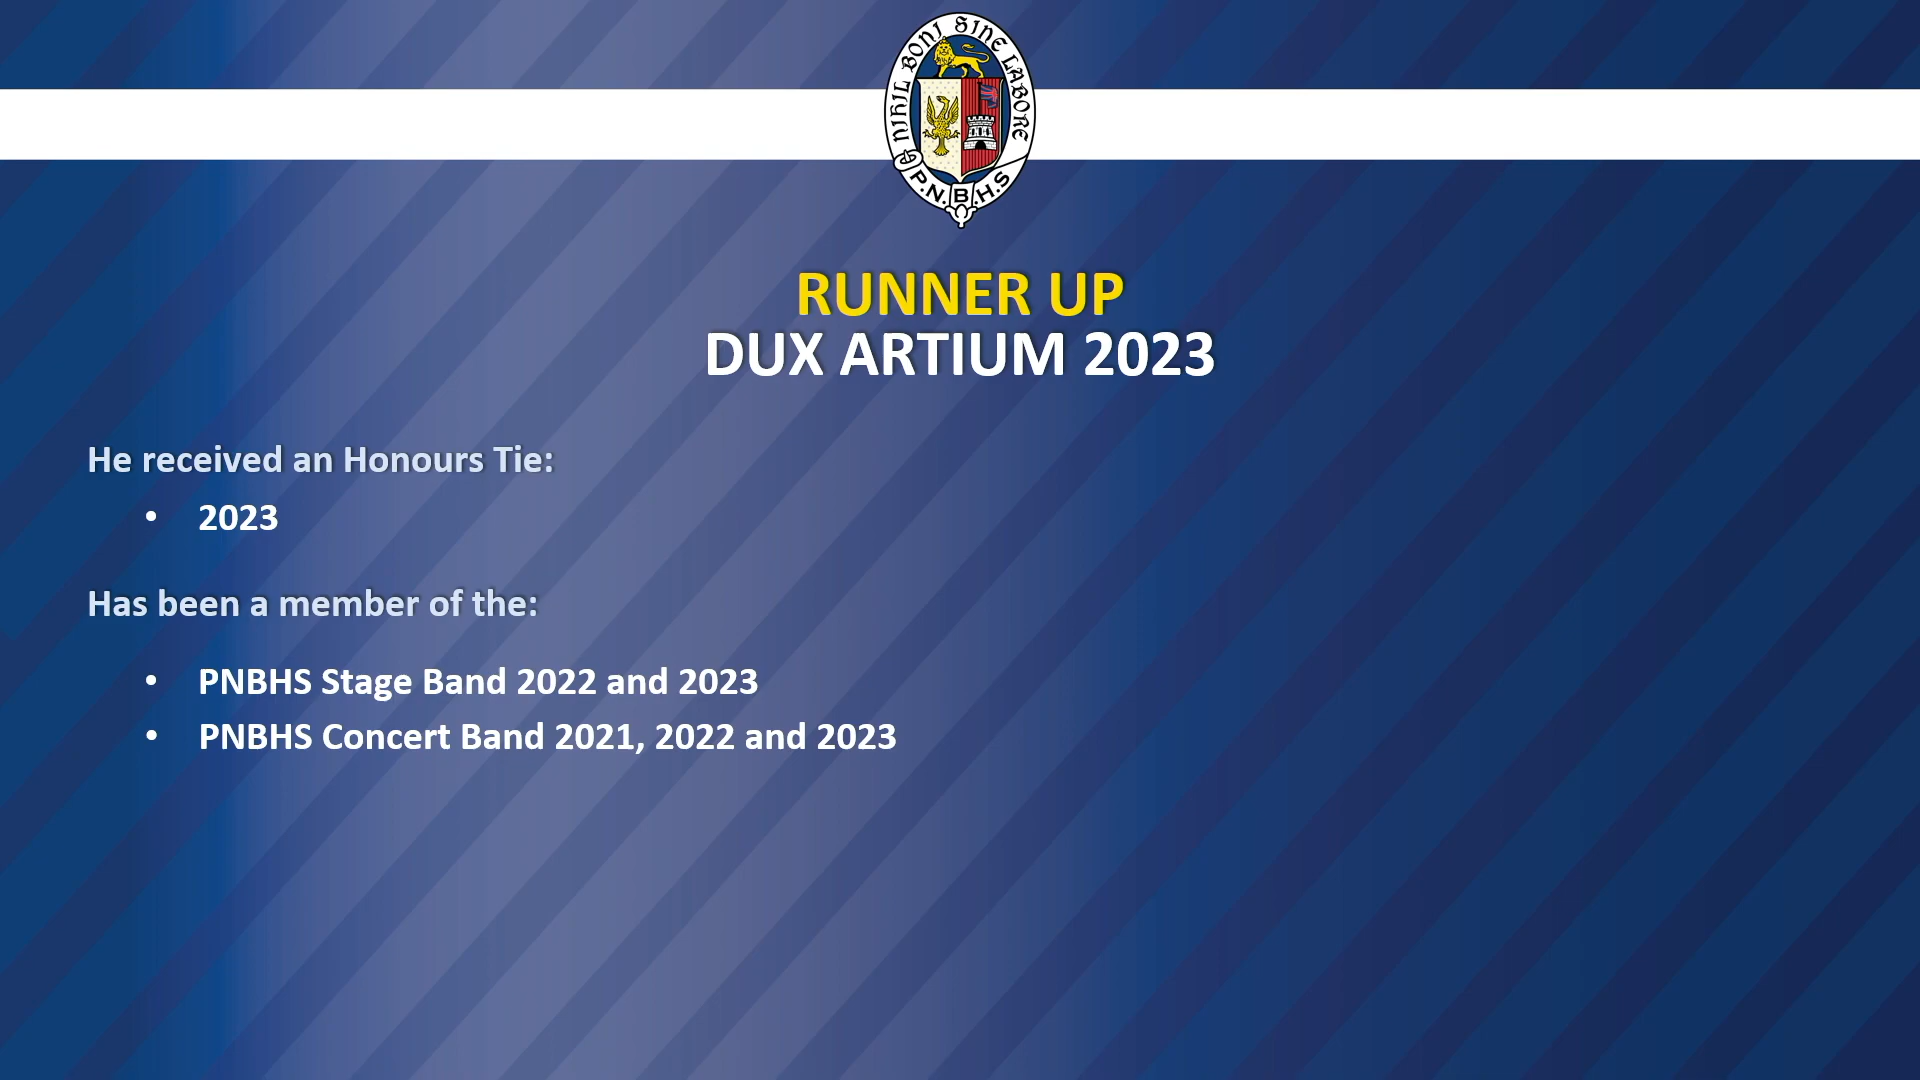 NIHIL BONI SINE LABORE
P.N.B.H.S
RUNNER UP
DUX ARTIUM 2023
He received an Honours Tie:
• 2023
Has been a member of the:
• PNBHS Stage Band 2022 and 2023
• PNBHS Concert Band 2021, 2022 and 2023